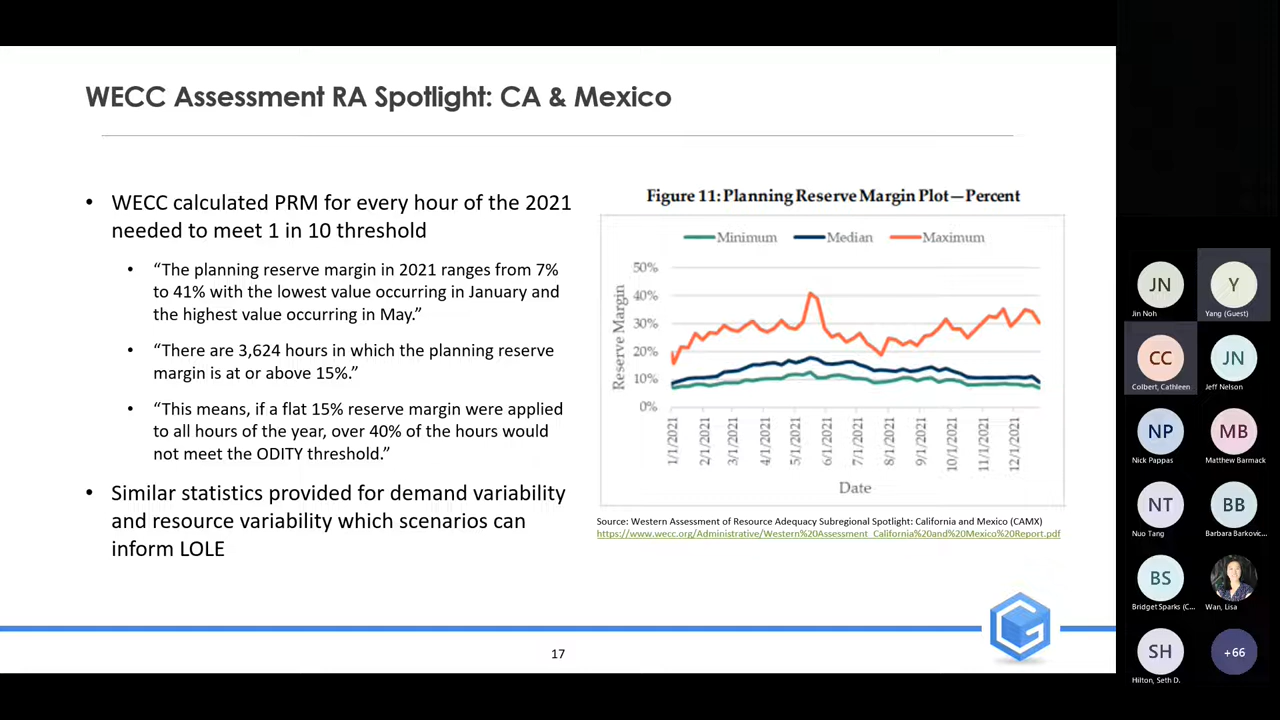 WECC Assessment RA Spotlight: CA & Mexico
• WECC calculated PRM for every hour of the 2021
needed to meet 1 in 10 threshold
• “The planning reserve margin in 2021 ranges from 7%
to 41% with the lowest value occurring in January and
the highest value occurring in May.”
• “There are 3,624 hours in which the planning reserve
margin is at or above 15%.”
• “This means, if a flat 15% reserve margin were applied
to all hours of the year, over 40% of the hours would
not meet the ODITY threshold.”
• Similar statistics provided for demand variability
and resource variability which scenarios can
inform LOLE
Figure 11: Planning Reserve Margin Plot—Percent
Minimum Median Maximum
Reserve Margin
50%
40%
30%
20%
10%
0%
1/1/2021
2/1/2021
3/1/2021
4/1/2021
5/1/2021
6/1/2021
7/1/2021
8/1/2021
9/1/2021
10/1/2021
11/1/2021
12/1/2021
Date
Source: Western Assessment of Resource Adequacy Subregional Spotlight: California and Mexico (CAMX)
https://www.wecc.org/Administrative/Western%20Assessment_California%20and%20Mexico%20Report.pdf
G
17
JN
Jin Noh
Y
Yang (Guest)
CC
Colbert, Cathleen
JN
Jeff Nelson
NP
Nick Pappas
MB
Matthew Barmack
NT
Nuo Tang
BB
Barbara Barkovic...
BS
Bridget Sparks (C...
Wan, Lisa
SH
Hilton, Seth D.
+66